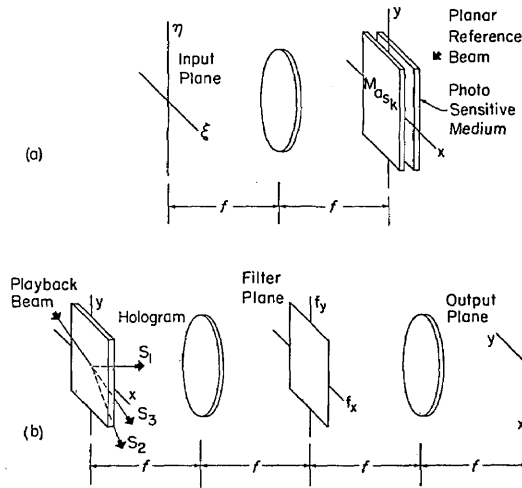 η
Input
Plane
ξ
(a)
y
Planar
Reference
Beam
Mask
Photo
Sensitive
Medium
x
f
f
Playback
Beam
y
Hologram
S1
x
S3
S2
(b)
Filter
Plane
fy
fx
Output
Plane
y
x
f
f
f
f